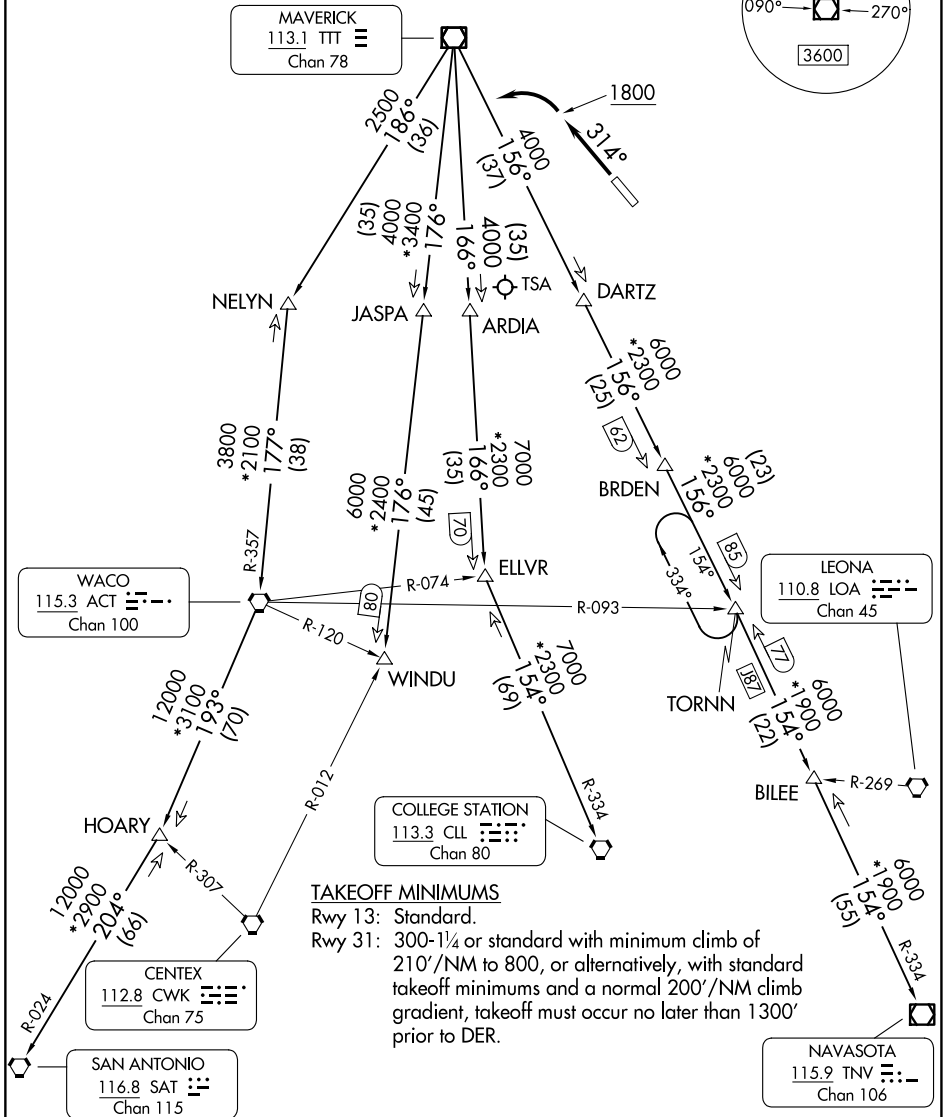 MAVERICK
113.1 TTT
Chan 78
090°
270°
3600
1800
314°
2500
186°
(36)
(35)
4000
*3400
176°
(35)
4000
166°
4000
156°
(37)
TSA
NELYN
JASPA
ARDIA
DARTZ
6000
*2300
156°
(25)
62
BRDEN
3800
*2100
177°
(38)
6000
*2400
176°
(45)
7000
*2300
166°
(35)
70
(23)
6000
*2300
156°
85
154°
334°
R-357
WACO
115.3 ACT
Chan 100
R-074
ELLVR
80
R-093
R-120
WINDU
LEONA
110.8 LOA
Chan 45
TORNN
77
J87
6000
*1900
154°
(22)
12000
*3100
193°
(70)
7000
*2300
154°
(69)
R-012
R-334
BILEE
R-269
HOARY
R-307
COLLEGE STATION
113.3 CLL
Chan 80
12000
*2900
204°
(66)
R-024
6000
*1900
154°
(55)
R-334
CENTEX
112.8 CWK
Chan 75
SAN ANTONIO
116.8 SAT
Chan 115
TAKEOFF MINIMUMS
Rwy 13: Standard.
Rwy 31: 300-1¼ or standard with minimum climb of
210'/NM to 800, or alternatively, with standard
takeoff minimums and a normal 200'/NM climb
gradient, takeoff must occur no later than 1300'
prior to DER.
NAVASOTA
115.9 TNV
Chan 106